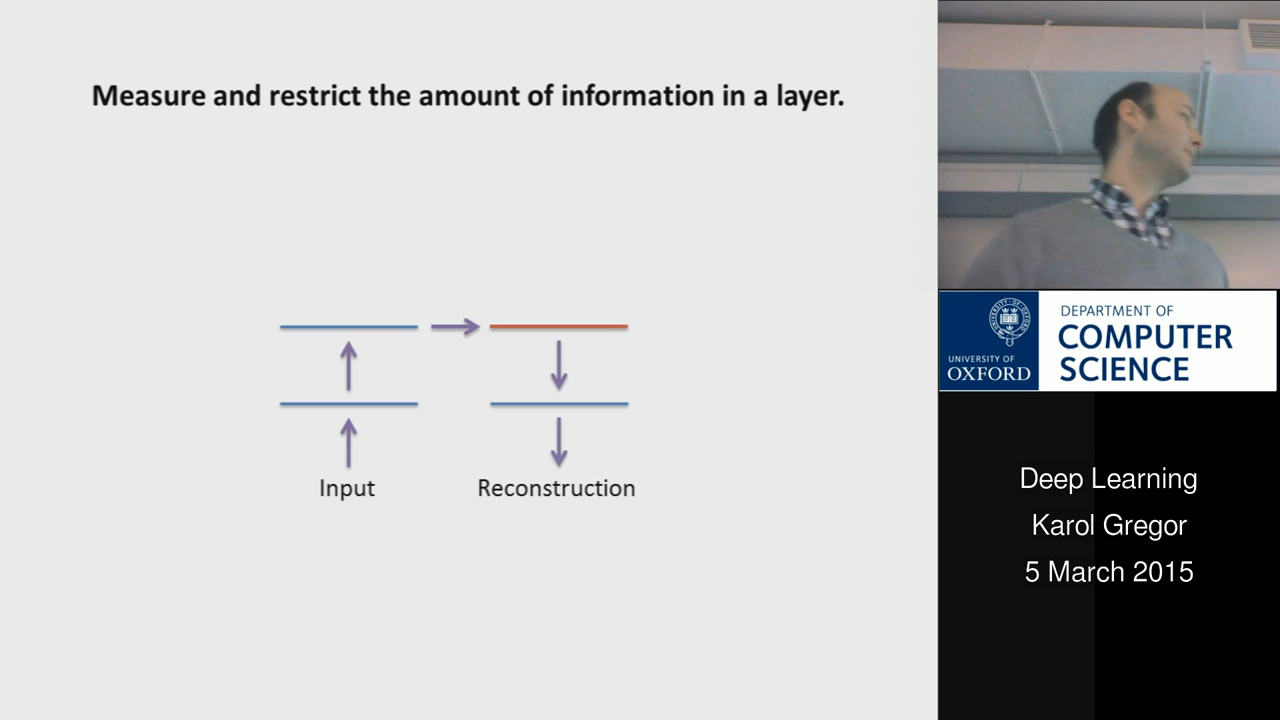 Measure and restrict the amount of information in a layer.
Input
Reconstruction
DEPARTMENT OF
COMPUTER
SCIENCE
UNIVERSITY OF
OXFORD
Deep Learning
Karol Gregor
5 March 2015